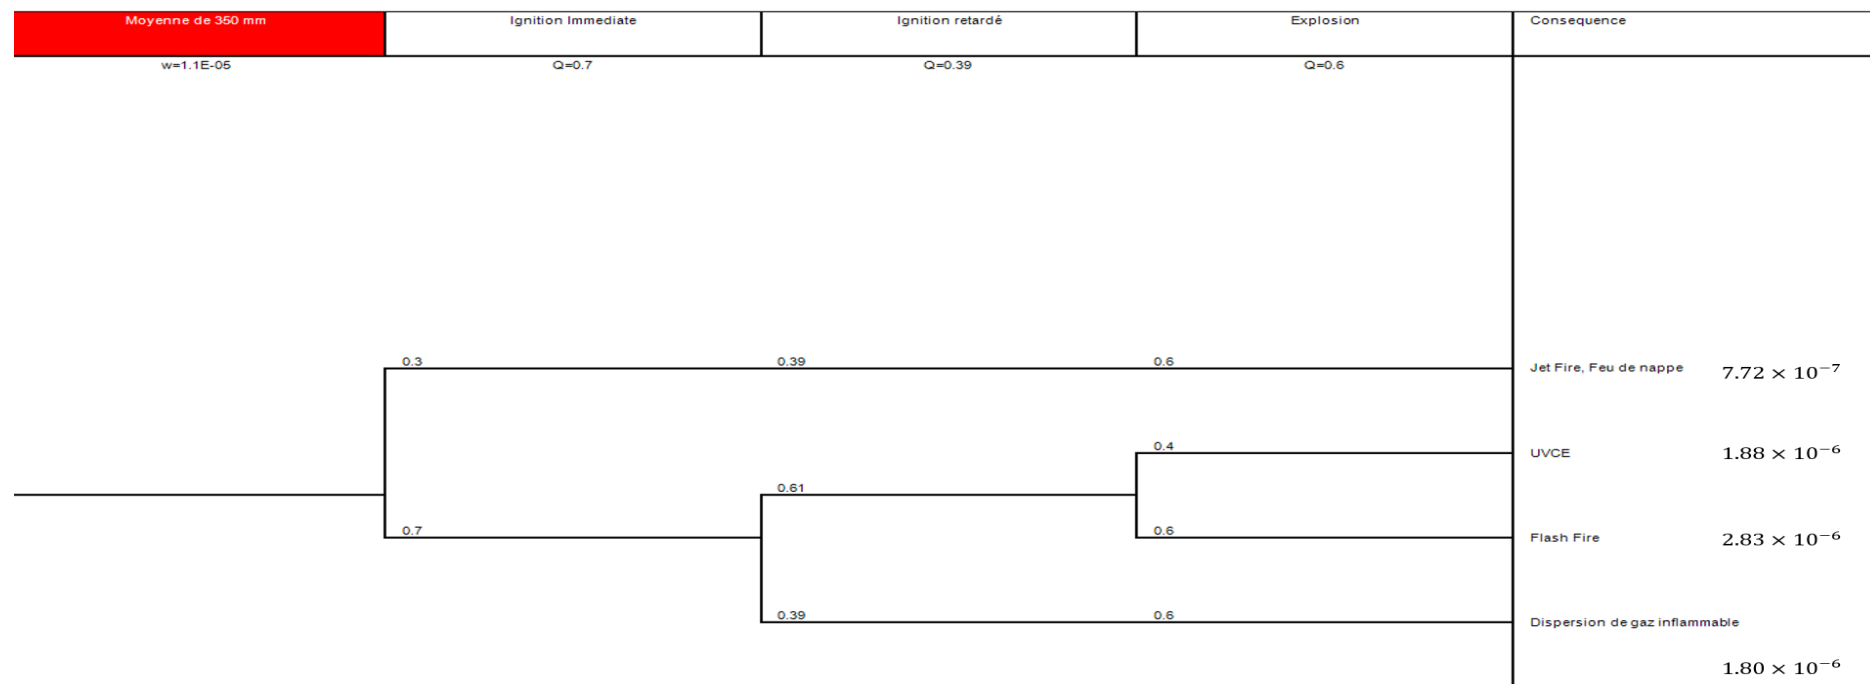 Moyenne de 350 mm
Ignition Immediate
Ignition retardé
Explosion
Consequence
w=1.1E-05
Q=0.7
Q=0.39
Q=0.6
0.3
0.39
0.6
Jet Fire, Feu de nappe
7.72 × 10⁻⁷
0.4
UVCE
1.88 × 10⁻⁶
0.61
0.7
0.6
Flash Fire
2.83 × 10⁻⁶
0.39
0.6
Dispersion de gaz inflammable
1.80 × 10⁻⁶